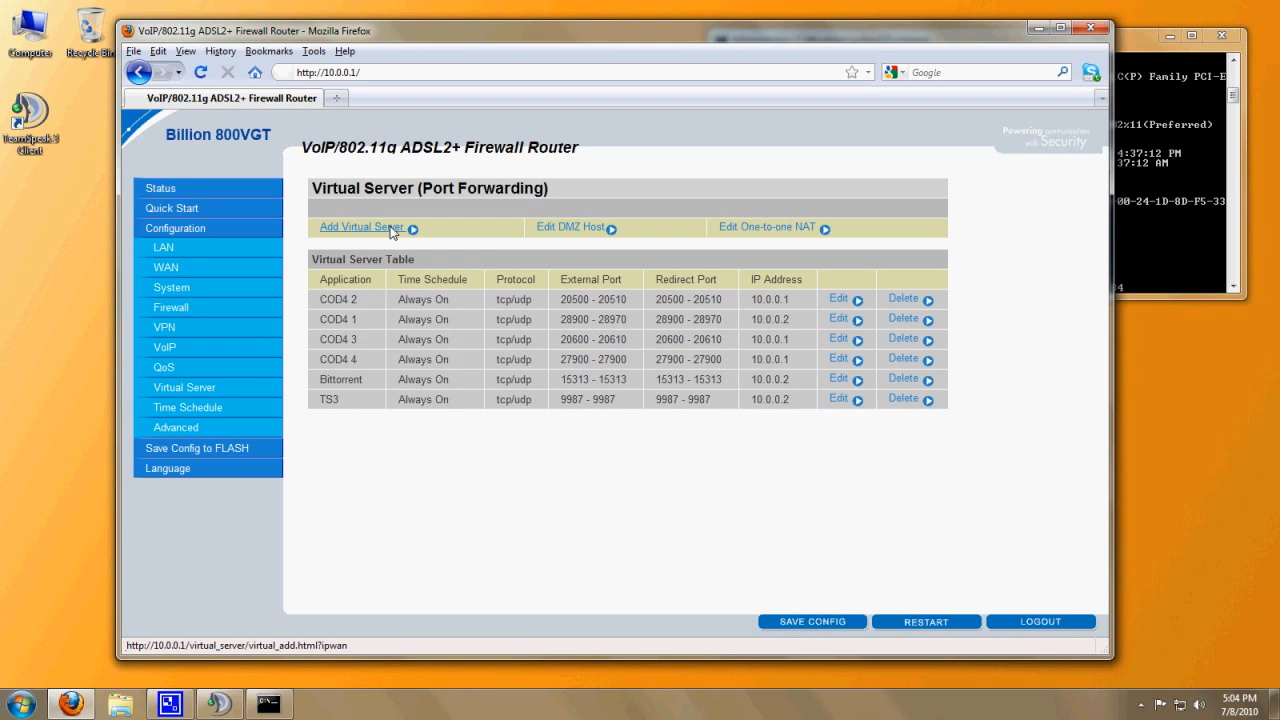 VoIP/802.11g ADSL2+ Firewall Router - Mozilla Firefox
Computer
Recycle Bin
TeamSpeak 3 Client
File Edit View History Bookmarks Tools Help
http://10.0.0.1/
Google
VoIP/802.11g ADSL2+ Firewall Router
C(P) Family PCI-E
%11(Preferred)
4:37:12 PM
37:12 AM
00-24-1D-8D-F5-33
Billion 800VGT
Powering communications
with Security
VoIP/802.11g ADSL2+ Firewall Router
Status
Quick Start
Configuration
LAN
WAN
System
Firewall
VPN
VoIP
QoS
Virtual Server
Time Schedule
Advanced
Save Config to FLASH
Language
Virtual Server (Port Forwarding)
Add Virtual Server Edit DMZ Host Edit One-to-one NAT
Virtual Server Table
Application Time Schedule Protocol External Port Redirect Port IP Address
COD4 2 Always On tcp/udp 20500 - 20510 20500 - 20510 10.0.0.1 Edit Delete
COD4 1 Always On tcp/udp 28900 - 28970 28900 - 28970 10.0.0.2 Edit Delete
COD4 3 Always On tcp/udp 20600 - 20610 20600 - 20610 10.0.0.1 Edit Delete
COD4 4 Always On tcp/udp 27900 - 27900 27900 - 27900 10.0.0.1 Edit Delete
Bittorrent Always On tcp/udp 15313 - 15313 15313 - 15313 10.0.0.2 Edit Delete
TS3 Always On tcp/udp 9987 - 9987 9987 - 9987 10.0.0.2 Edit Delete
SAVE CONFIG RESTART LOGOUT
http://10.0.0.1/virtual_server/virtual_add.html?ipwan
5:04 PM
7/8/2010